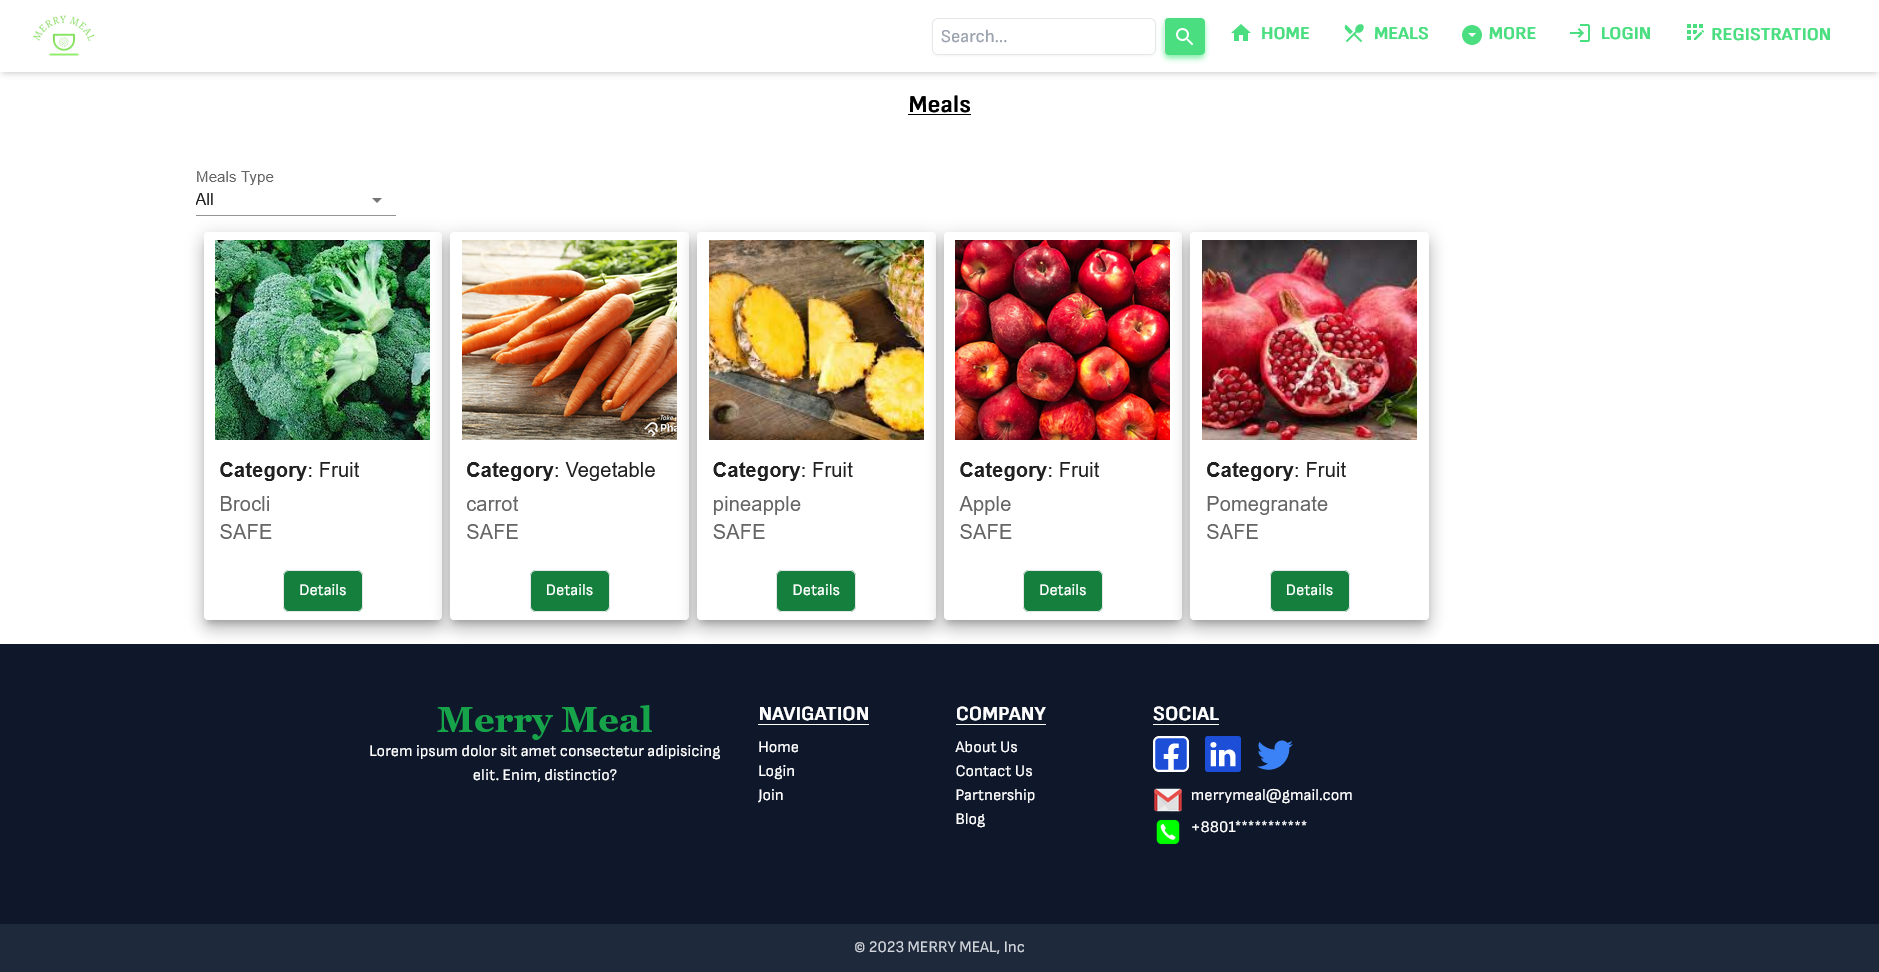 MERRY MEAL
Search...
HOME
MEALS
MORE
LOGIN
REGISTRATION
Meals
Meals Type
All
Category: Fruit
Brocli
SAFE
Details
Category: Vegetable
carrot
SAFE
Details
Category: Fruit
pineapple
SAFE
Details
Category: Fruit
Apple
SAFE
Details
Category: Fruit
Pomegranate
SAFE
Details
Merry Meal
Lorem ipsum dolor sit amet consectetur adipisicing
elit. Enim, distinctio?
NAVIGATION
Home
Login
Join
COMPANY
About Us
Contact Us
Partnership
Blog
SOCIAL
merrymeal@gmail.com
+8801***********
© 2023 MERRY MEAL, Inc